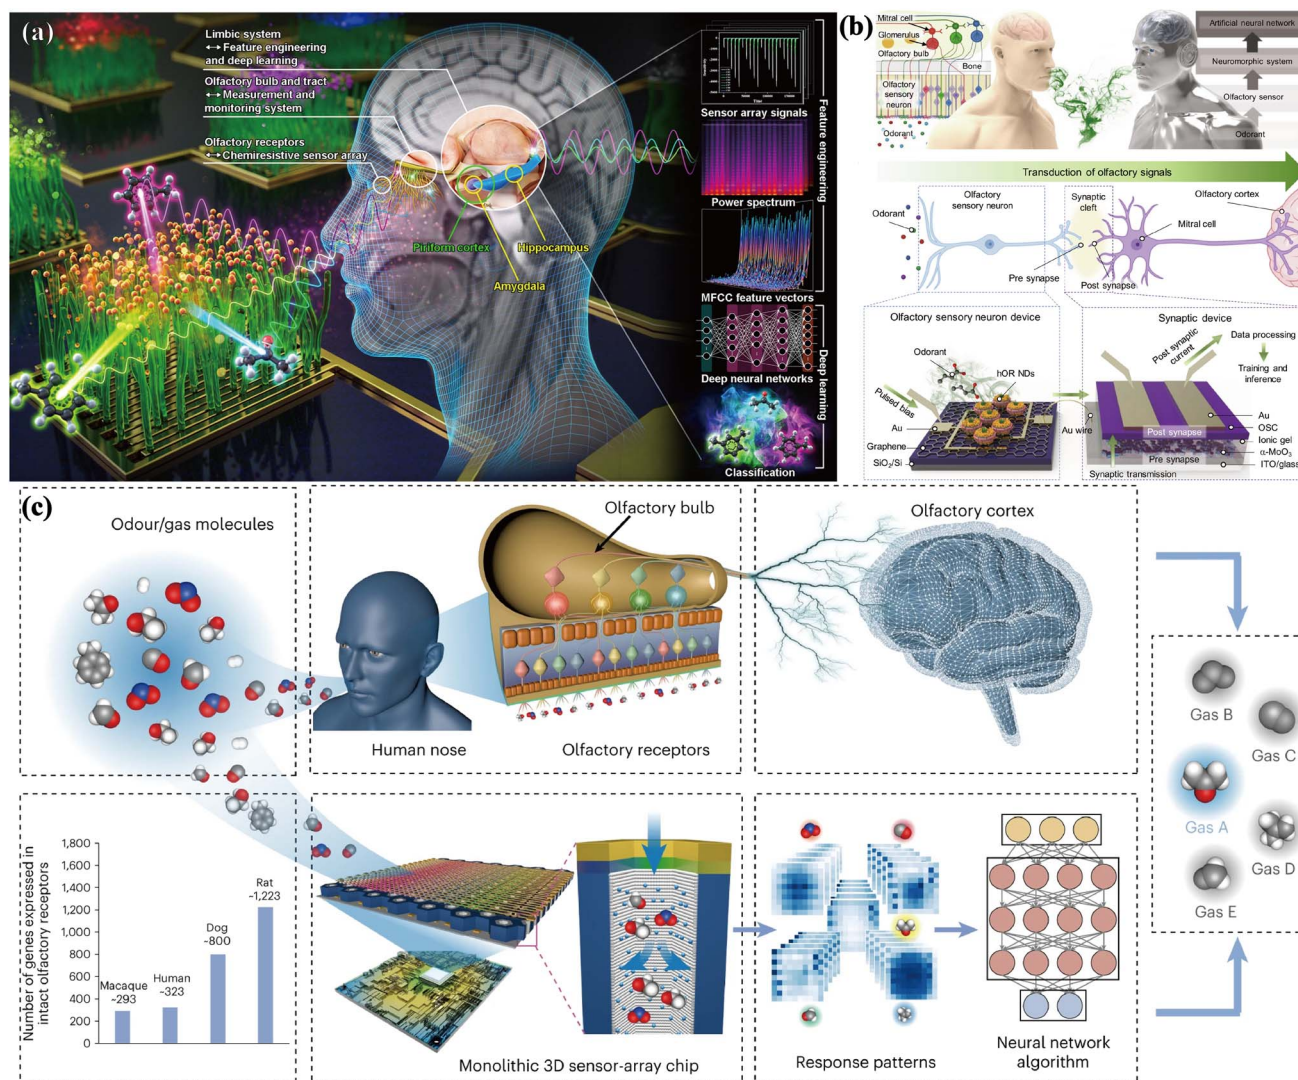 (a)
Limbic system
↔ Feature engineering
and deep learning
Olfactory bulb and tract
↔ Measurement and
monitoring system
Olfactory receptors
↔ Chemiresistive sensor array
Piriform cortex
Hippocampus
Amygdala
Sensor array signals
Power spectrum
MFCC feature vectors
Deep neural networks
Classification
Feature engineering
Deep learning
(b)
Mitral cell
Glomerulus
Olfactory bulb
Bone
Olfactory
sensory
neuron
Odorant
Artificial neural network
Neuromorphic system
Olfactory sensor
Odorant
Transduction of olfactory signals
Olfactory
sensory neuron
Synaptic
cleft
Olfactory cortex
Odorant
Mitral cell
Pre synapse
Post synapse
Olfactory sensory neuron device
Odorant
hOR NDs
Pulsed bias
Au
Graphene
SiO₂/Si
Au wire
Synaptic device
Post synaptic
current
Data processing
Training and
inference
Au
OSC
Ionic gel
α-MoO₃
ITO/glass
Post synapse
Pre synapse
Synaptic transmission
(c)
Odour/gas molecules
Olfactory bulb
Human nose
Olfactory receptors
Olfactory cortex
Gas B
Gas C
Gas A
Gas D
Gas E
Number of genes expressed in
intact olfactory receptors
1,800
1,600
1,400
1,200
1,000
800
600
400
200
0
Macaque
~293
Human
~323
Dog
~800
Rat
~1,223
Monolithic 3D sensor-array chip
Response patterns
Neural network
algorithm